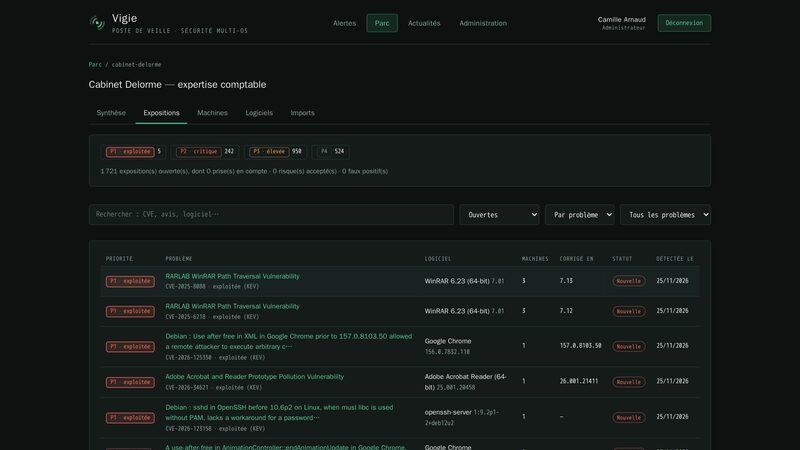 Vigie
POSTE DE VEILLE · SÉCURITÉ MULTI-OS
Alertes
Parc
Actualités
Administration
Camille Arnaud
Administrateur
Déconnexion
Parc / cabinet-delorme
Cabinet Delorme — expertise comptable
Synthèse
Expositions
Machines
Logiciels
Imports
P1 · exploitée 5
P2 · critique 242
P3 · élevée 950
P4 524
1 721 exposition(s) ouverte(s), dont 0 prise(s) en compte · 0 risque(s) accepté(s) · 0 faux positif(s)
Rechercher : CVE, avis, logiciel…
Ouvertes
Par problème
Tous les problèmes
PRIORITÉ PROBLÈME LOGICIEL MACHINES CORRIGÉ EN STATUT DÉTECTÉE LE
P1 · exploitée
RARLAB WinRAR Path Traversal Vulnerability
CVE-2025-8088 · exploitée (KEV)
WinRAR 6.23 (64-bit) 7.01
3
7.13
Nouvelle
25/11/2026
P1 · exploitée
RARLAB WinRAR Path Traversal Vulnerability
CVE-2025-6218 · exploitée (KEV)
WinRAR 6.23 (64-bit) 7.01
3
7.12
Nouvelle
25/11/2026
P1 · exploitée
Debian : Use after free in XML in Google Chrome prior to 157.0.8103.50 allowed
a remote attacker to execute arbitrary c…
CVE-2026-125350 · exploitée (KEV)
Google Chrome
156.0.7832.110
1
157.0.8103.50
Nouvelle
25/11/2026
P1 · exploitée
Adobe Acrobat and Reader Prototype Pollution Vulnerability
CVE-2026-34621 · exploitée (KEV)
Adobe Acrobat Reader (64-
bit) 25.001.20458
1
26.001.21411
Nouvelle
25/11/2026
P1 · exploitée
Debian : sshd in OpenSSH before 10.6p2 on Linux, when musl libc is used
without PAM, lacks a workaround for a password…
CVE-2026-123158 · exploitée (KEV)
openssh-server 1:9.2p1-
2+deb12u2
1
—
Nouvelle
25/11/2026
A use after free in AnimationController::endAnimationUpdate in Google Chrome.
Google Chrome